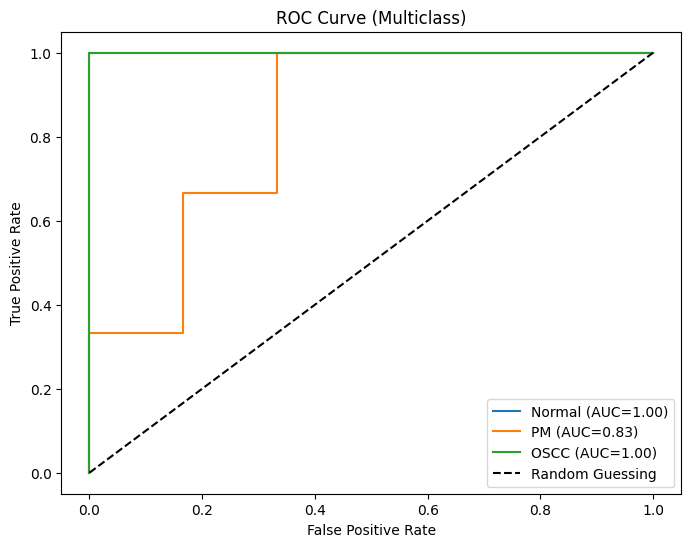 ROC Curve (Multiclass)
True Positive Rate
1.0
0.8
0.6
0.4
0.2
0.0
Normal (AUC=1.00)
PM (AUC=0.83)
OSCC (AUC=1.00)
Random Guessing
0.0 0.2 0.4 0.6 0.8 1.0
False Positive Rate